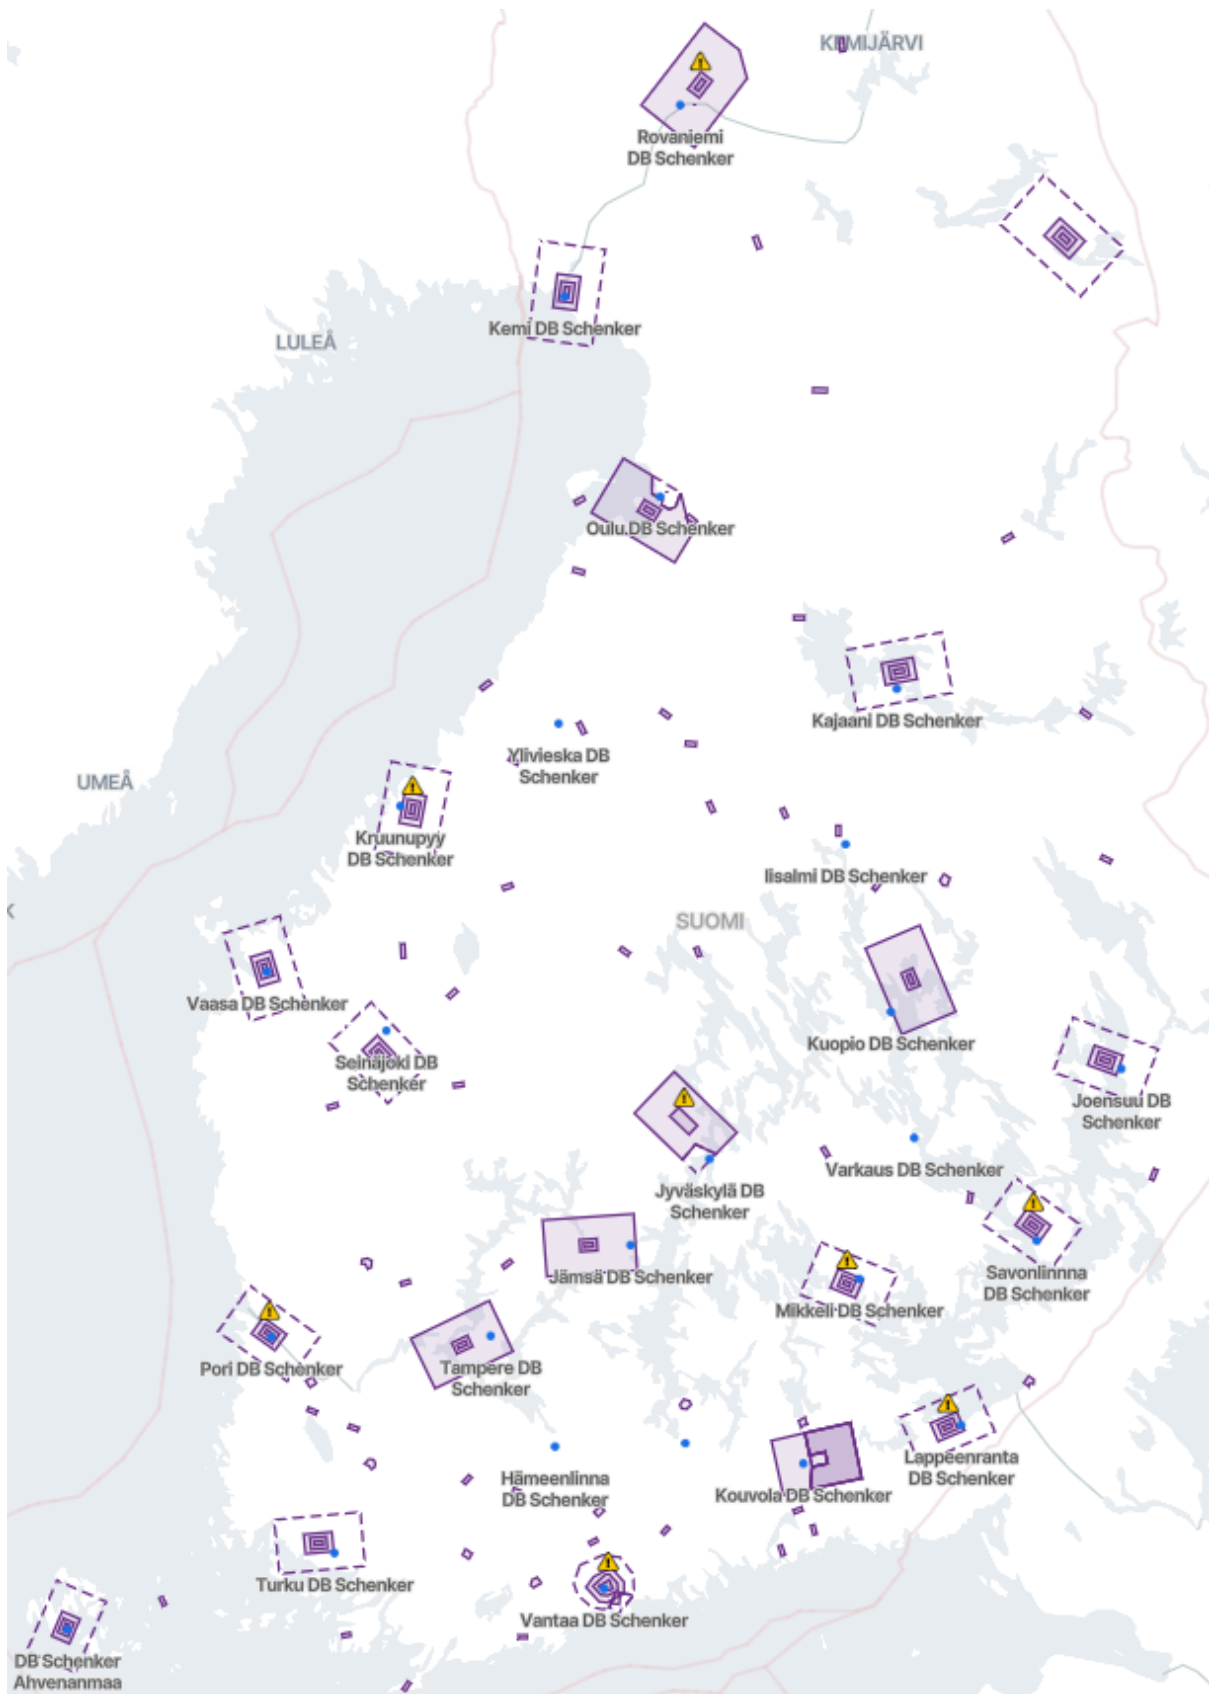 KEMIJÄRVI
Rovaniemi
DB Schenker
Kemi DB Schenker
LULEÅ
Oulu DB Schenker
Kajaani DB Schenker
Ylivieska DB
Schenker
UMEÅ
Kruunupyy
DB Schenker
Iisalmi DB Schenker
K
SUOMI
Vaasa DB Schenker
Kuopio DB Schenker
Seinäjoki DB
Schenker
Joensuu DB
Schenker
Varkaus DB Schenker
Jyväskylä DB
Schenker
Jämsä DB Schenker
Savonlinnna
DB Schenker
Mikkeli DB Schenker
Pori DB Schenker
Tampere DB
Schenker
Lappeenranta
DB Schenker
Hämeenlinna
DB Schenker
Kouvola DB Schenker
Turku DB Schenker
Vantaa DB Schenker
DB Schenker
Ahvenanmaa